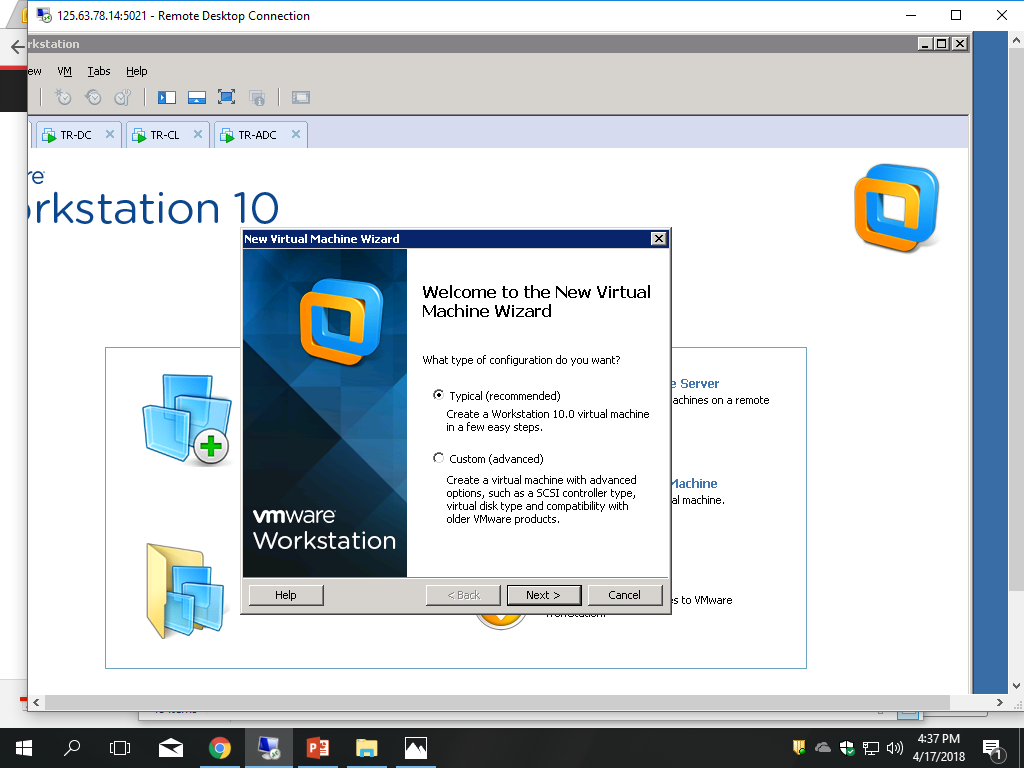 125.63.78.14:5021 - Remote Desktop Connection
rkstation
ew VM Tabs Help
TR-DC TR-CL TR-ADC
re
rkstation 10
New Virtual Machine Wizard
Welcome to the New Virtual
Machine Wizard
What type of configuration do you want?
Typical (recommended)
Create a Workstation 10.0 virtual machine
in a few easy steps.
Custom (advanced)
Create a virtual machine with advanced
options, such as a SCSI controller type,
virtual disk type and compatibility with
older VMware products.
vmware
Workstation
e Server
achines on a remote
Machine
al machine.
es to VMware
Help < Back Next > Cancel
4:37 PM
4/17/2018
1